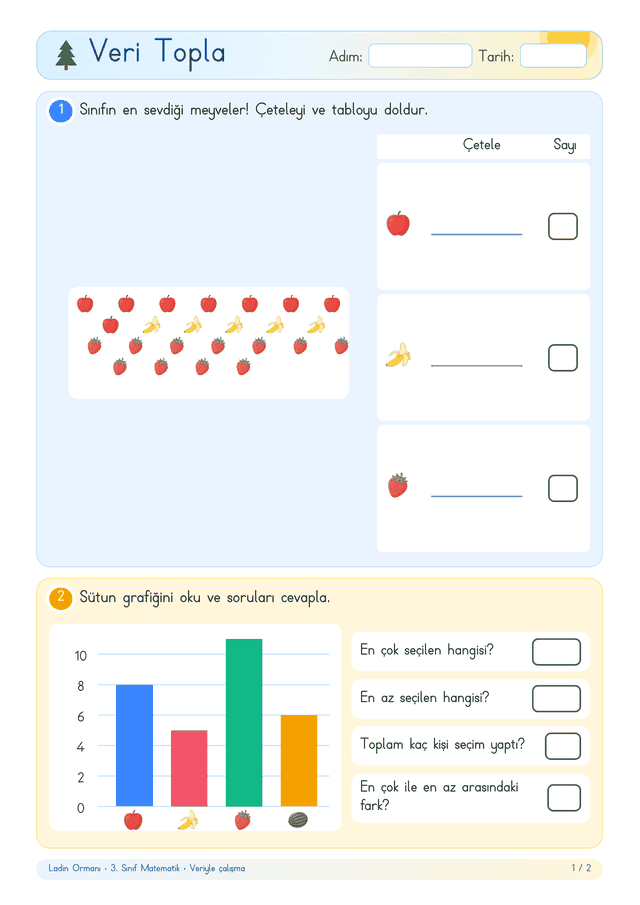 Veri Topla
Adım:
Tarih:
1 Sınıfın en sevdiği meyveler! Çeteleyi ve tabloyu doldur.
Çetele Sayı
2 Sütun grafiğini oku ve soruları cevapla.
10
8
6
4
2
0
En çok seçilen hangisi?
En az seçilen hangisi?
Toplam kaç kişi seçim yaptı?
En çok ile en az arasındaki
fark?
Ladin Ormanı • 3. Sınıf Matematik • Veriyle çalışma
1 / 2